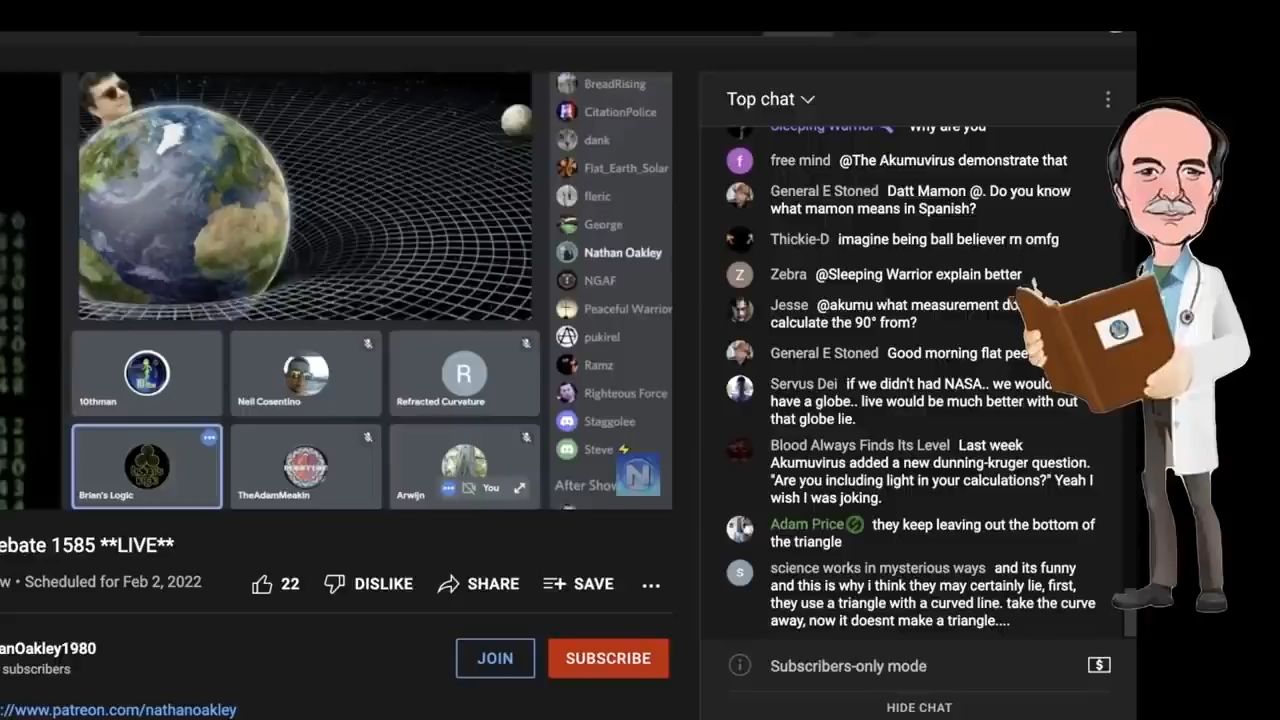 BreadRising
CitationPolice
dank
Flat_Earth_Solar
fleric
George
Nathan Oakley
NGAF
Peaceful Warrior
pukirel
Ramz
Righteous Force
Staggolee
Steve
After Show
10thman
Neil Cosentino
R
Refracted Curvature
Brian's Logic
TheAdamMeakin
Arwijn
You
N
ebate 1585 **LIVE**
w • Scheduled for Feb 2, 2022
22
DISLIKE
SHARE
SAVE
anOakley1980
subscribers
JOIN
SUBSCRIBE
://www.patreon.com/nathanoakley
Top chat
Sleeping Warrior Why are you
f
free mind @The Akumuvirus demonstrate that
General E Stoned Datt Mamon @. Do you know
what mamon means in Spanish?
Thickie-D imagine being ball believer rn omfg
Z
Zebra @Sleeping Warrior explain better
Jesse @akumu what measurement do
calculate the 90° from?
General E Stoned Good morning flat pee
Servus Dei if we didn't had NASA.. we would
have a globe.. live would be much better with out
that globe lie.
Blood Always Finds Its Level Last week
Akumuvirus added a new dunning-kruger question.
"Are you including light in your calculations?" Yeah I
wish I was joking.
Adam Price they keep leaving out the bottom of
the triangle
s
science works in mysterious ways and its funny
and this is why i think they may certainly lie, first,
they use a triangle with a curved line. take the curve
away, now it doesnt make a triangle....
Subscribers-only mode
$
HIDE CHAT